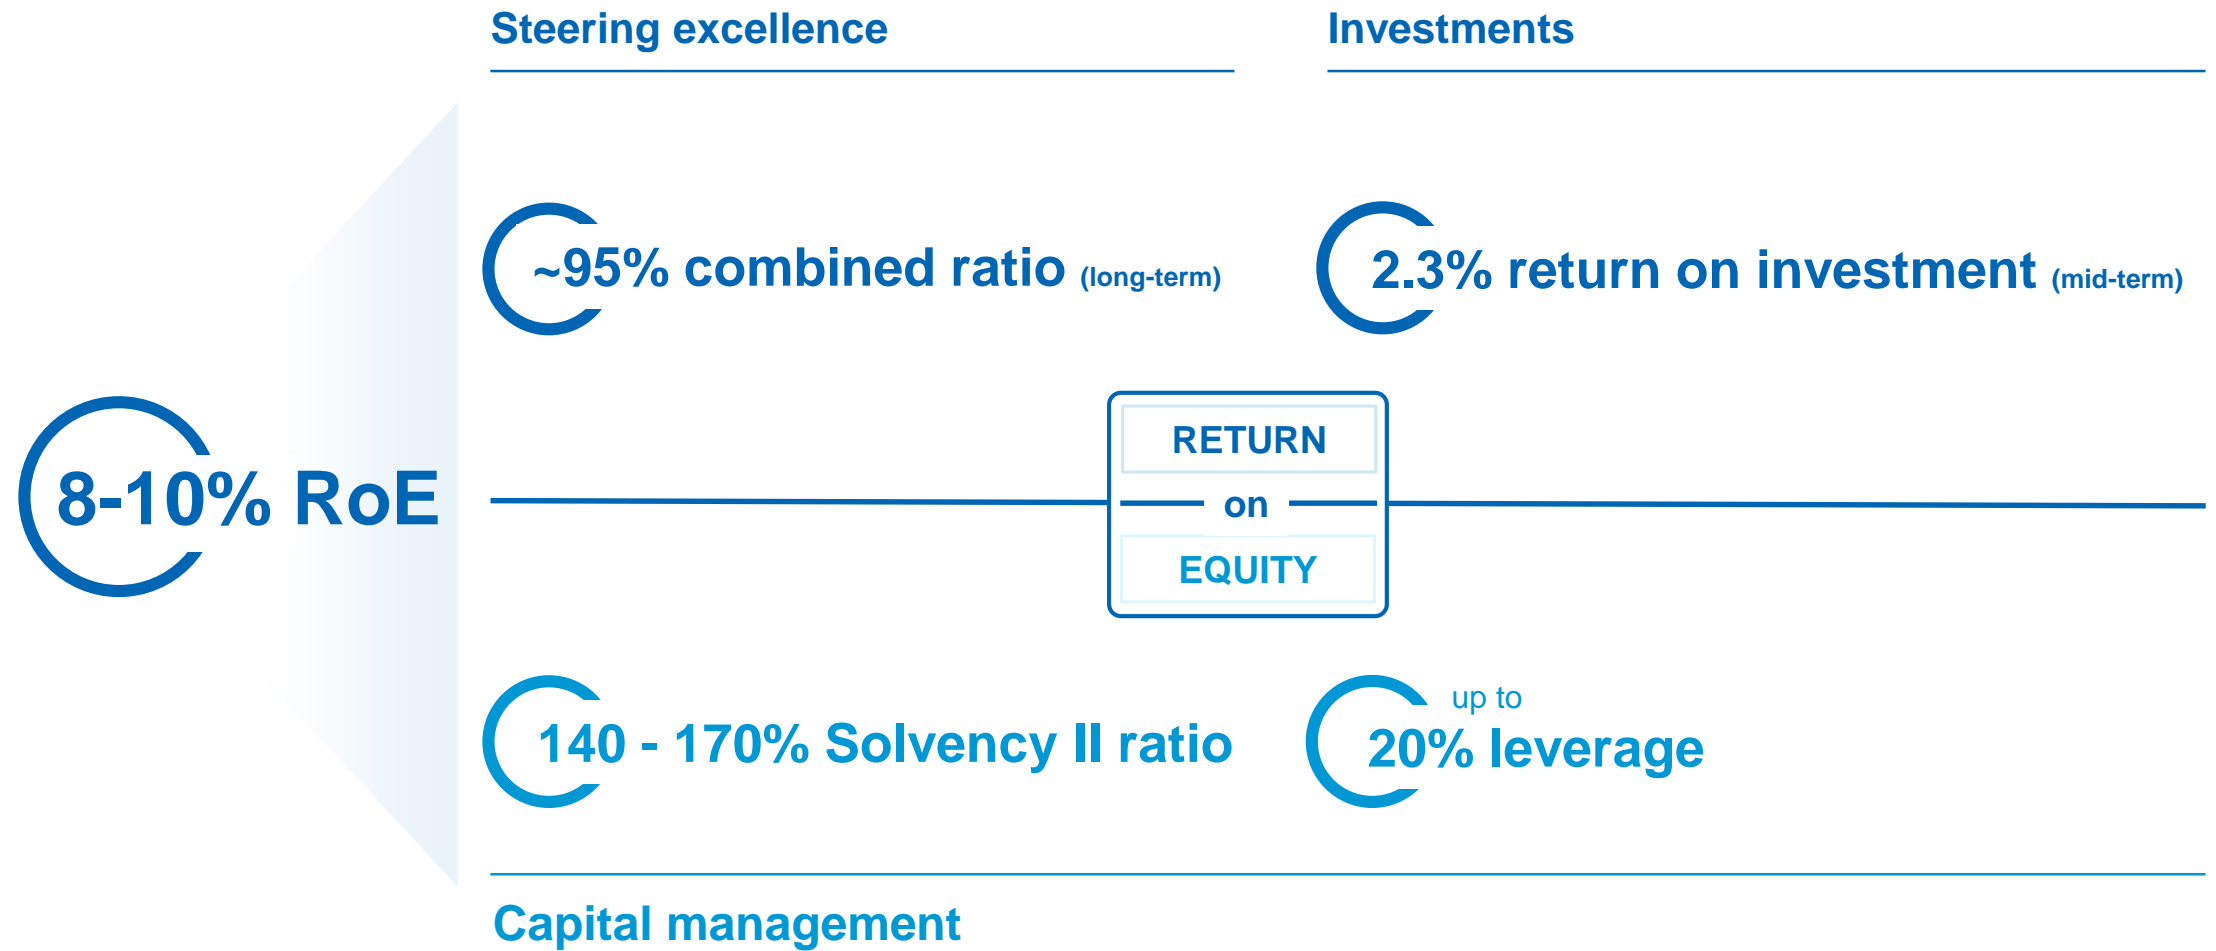 Steering excellence
Investments
~95% combined ratio (long-term)
2.3% return on investment (mid-term)
8-10% RoE
RETURN
on
EQUITY
140 - 170% Solvency II ratio
up to
20% leverage
Capital management